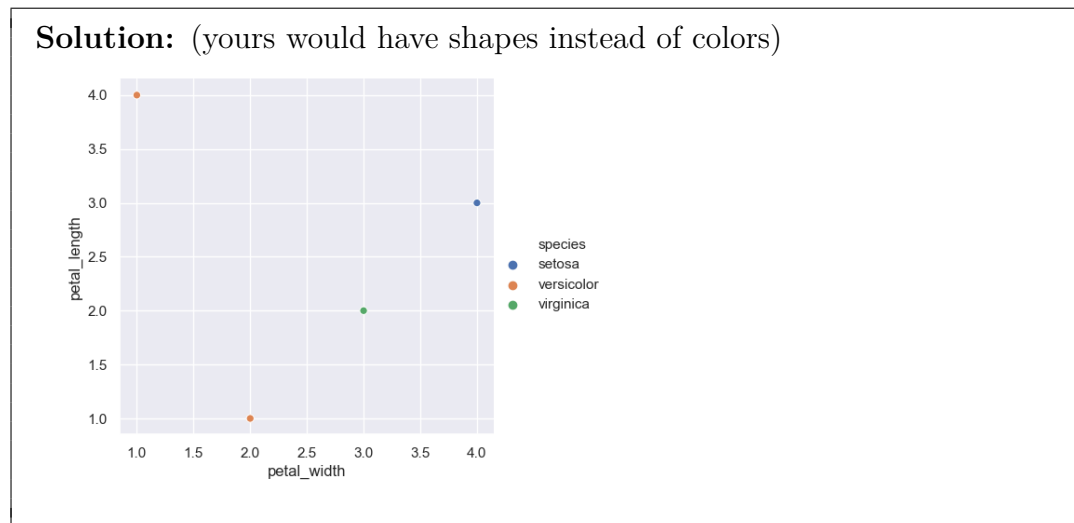 Solution: (yours would have shapes instead of colors)
4.0
3.5
3.0
2.5
2.0
1.5
1.0
petal_length
1.0 1.5 2.0 2.5 3.0 3.5 4.0
petal_width
species
setosa
versicolor
virginica